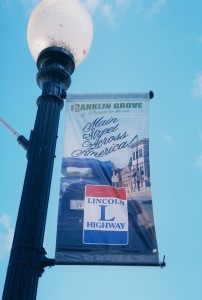 FRANKLIN GROVE
Main
Street
Across
America!
LINCOLN
L
HIGHWAY